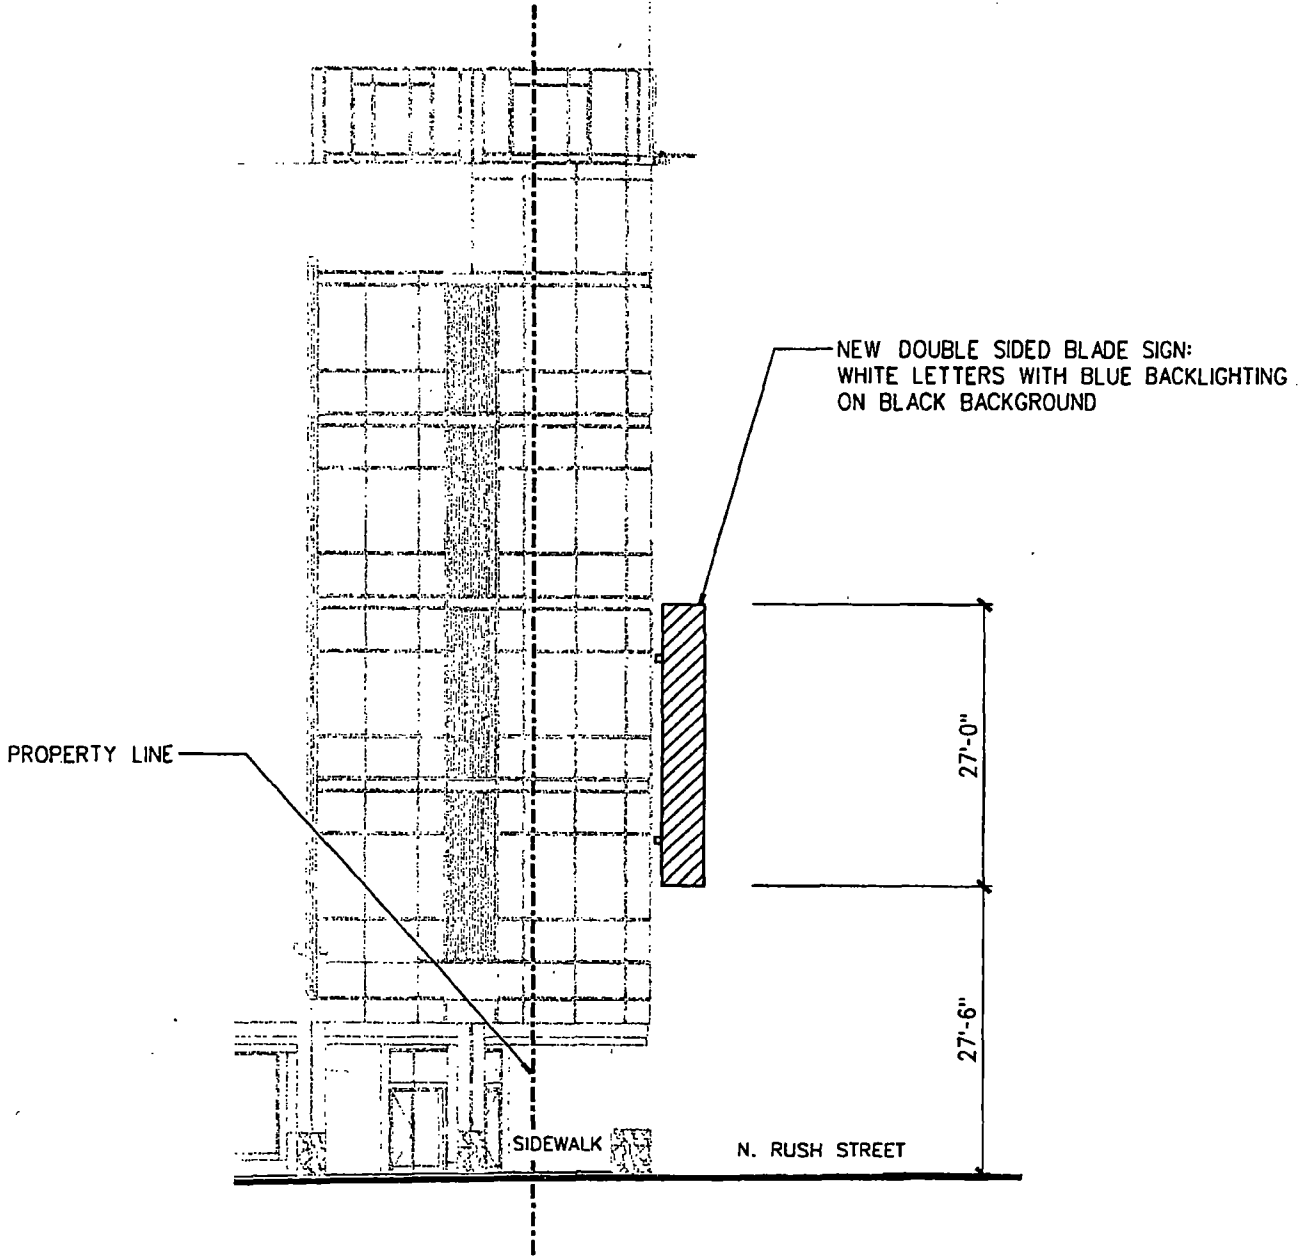 NEW DOUBLE SIDED BLADE SIGN:
WHITE LETTERS WITH BLUE BACKLIGHTING
ON BLACK BACKGROUND
27'-0"
PROPERTY LINE
27'-6"
SIDEWALK
N. RUSH STREET